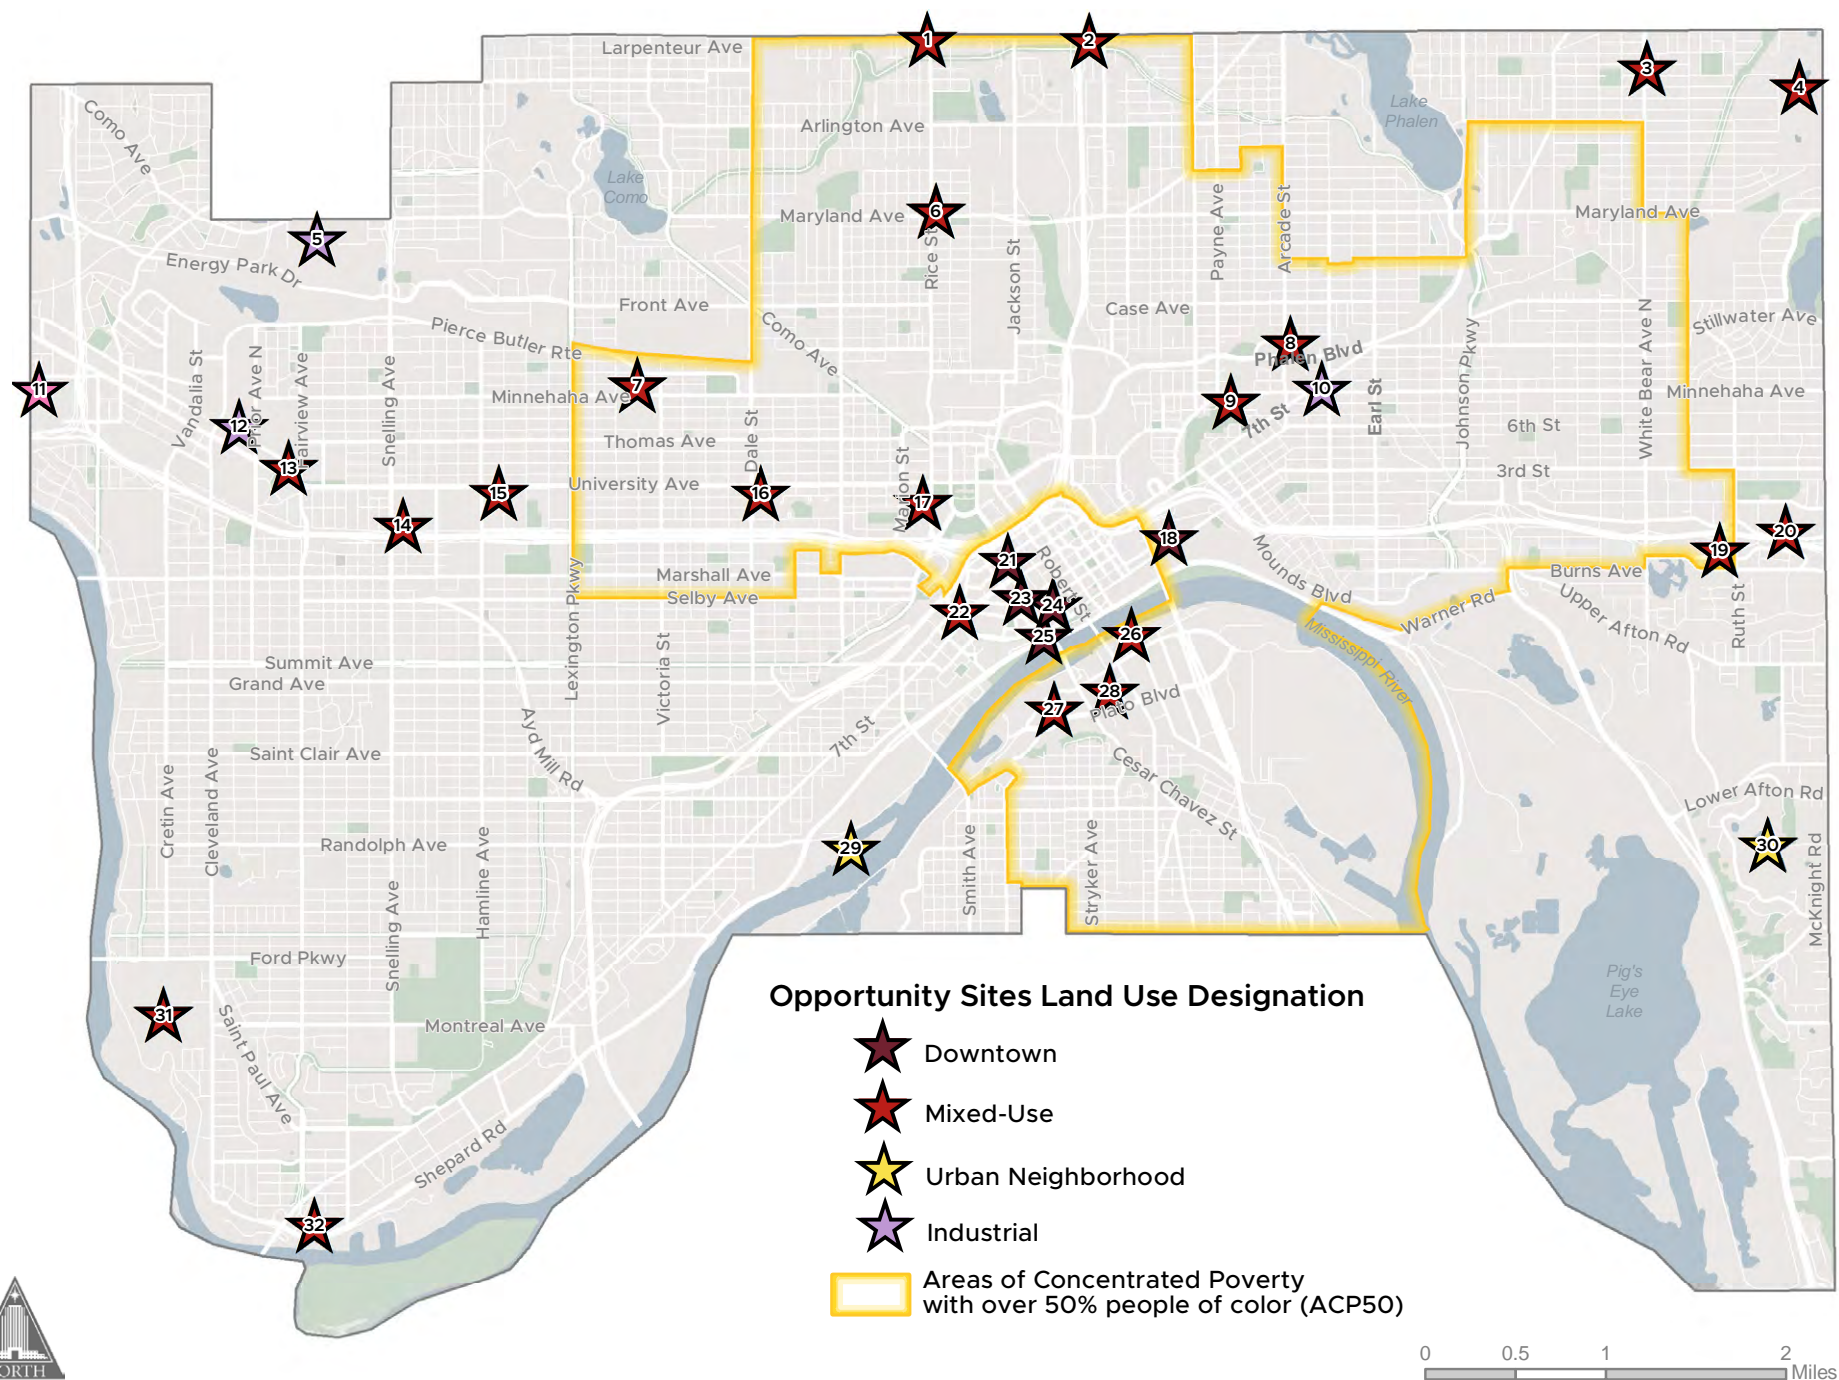 Larpenteur Ave
1
2
3
4
Como Ave
Arlington Ave
Lake
Phalen
Lake
Como
Maryland Ave
6
Rice St
Jackson St
Payne Ave
Arcade St
Maryland Ave
5
Energy Park Dr
Front Ave
Como Ave
Case Ave
Stillwater Ave
Pierce Butler Rte
8
Phalen Blvd
Johnson Pkwy
White Bear Ave N
11
Vandalia St
Prior Ave N
Fairview Ave
Snelling Ave
Minnehaha Ave
7
9
10
7th St
Earl St
Minnehaha Ave
12
Thomas Ave
Dale St
6th St
13
15
University Ave
16
Marion St
17
3rd St
14
18
19
20
21
Robert St
Mounds Blvd
Burns Ave
Lexington Pkwy
Marshall Ave
Selby Ave
22
23
24
25
26
Warner Rd
Upper Afton Rd
Ruth St
Mississippi River
Summit Ave
Grand Ave
Victoria St
27
28
Plato Blvd
Ayd Mill Rd
7th St
Saint Clair Ave
Cesar Chavez St
Cretin Ave
Cleveland Ave
Lower Afton Rd
Randolph Ave
Hamline Ave
29
Smith Ave
Stryker Ave
30
McKnight Rd
Snelling Ave
Ford Pkwy
Pig's
Eye
Lake
31
Saint Paul Ave
Montreal Ave
Shepard Rd
32
Opportunity Sites Land Use Designation
Downtown
Mixed-Use
Urban Neighborhood
Industrial
Areas of Concentrated Poverty
with over 50% people of color (ACP50)
ORTH
0 0.5 1 2
Miles